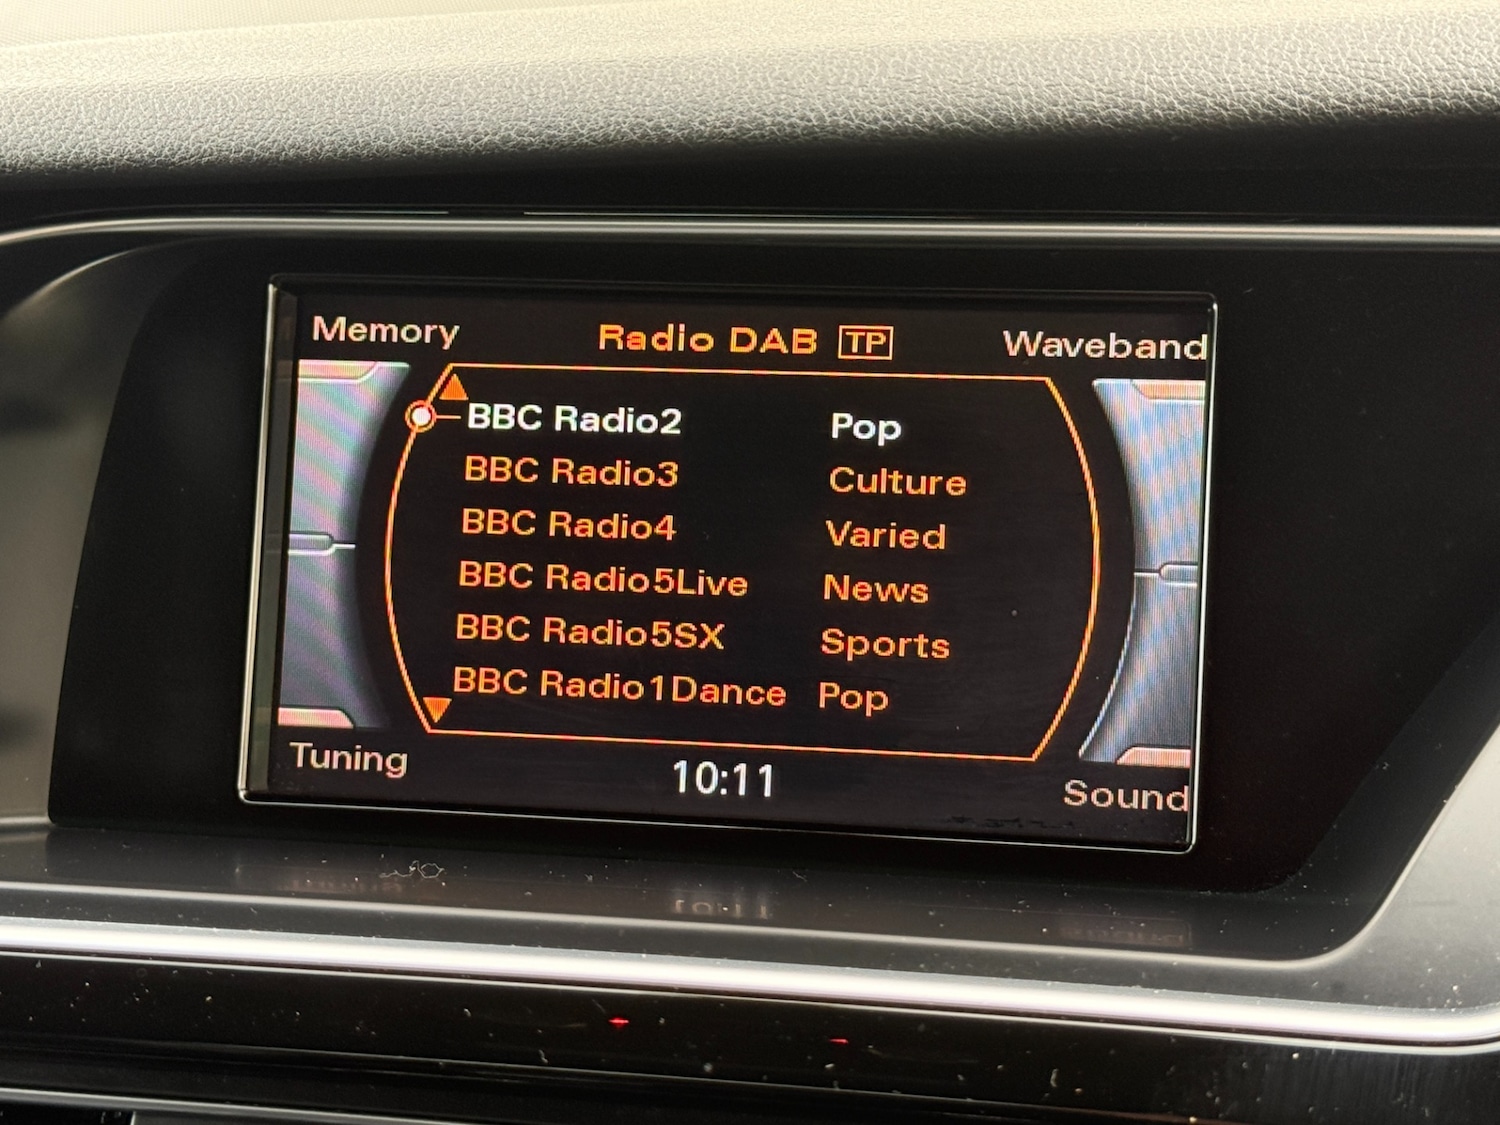 Memory Radio DAB TP Waveband
BBC Radio2 Pop
BBC Radio3 Culture
BBC Radio4 Varied
BBC Radio5Live News
BBC Radio5SX Sports
BBC Radio1Dance Pop
Tuning 10:11 Sound